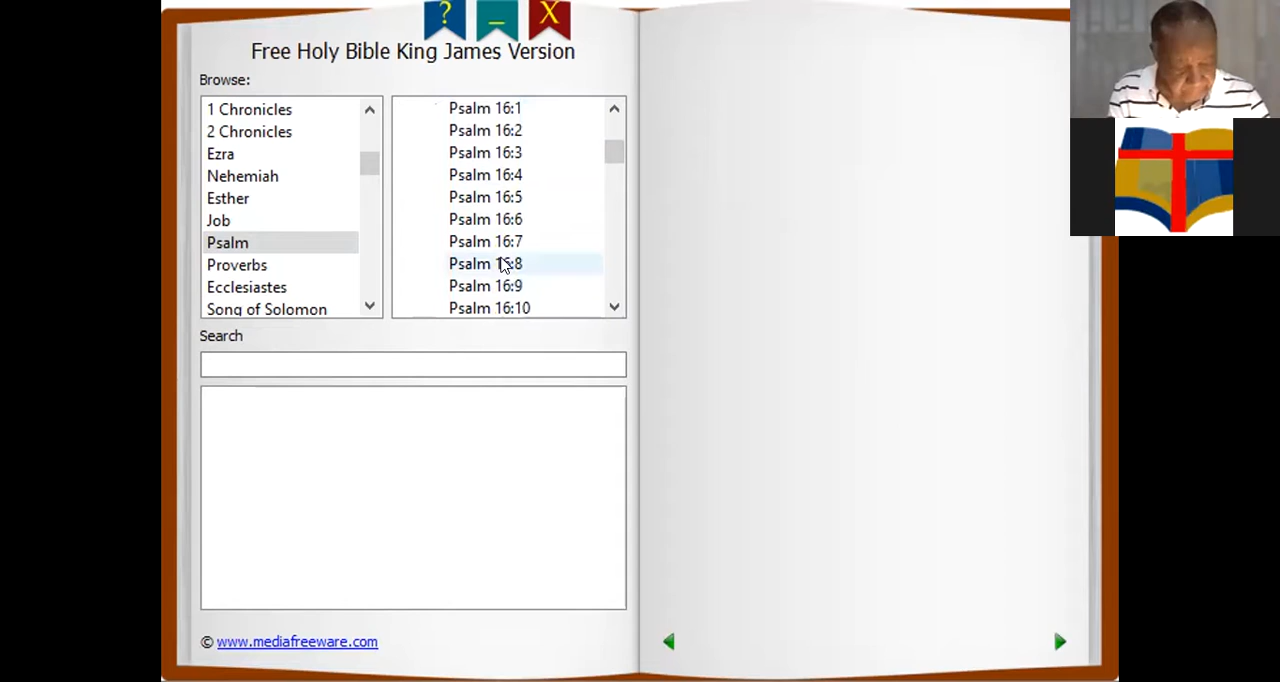 ? _ X
Free Holy Bible King James Version
Browse:
1 Chronicles
2 Chronicles
Ezra
Nehemiah
Esther
Job
Psalm
Proverbs
Ecclesiastes
Song of Solomon
Psalm 16:1
Psalm 16:2
Psalm 16:3
Psalm 16:4
Psalm 16:5
Psalm 16:6
Psalm 16:7
Psalm 16:8
Psalm 16:9
Psalm 16:10
Search
© www.mediafreeware.com